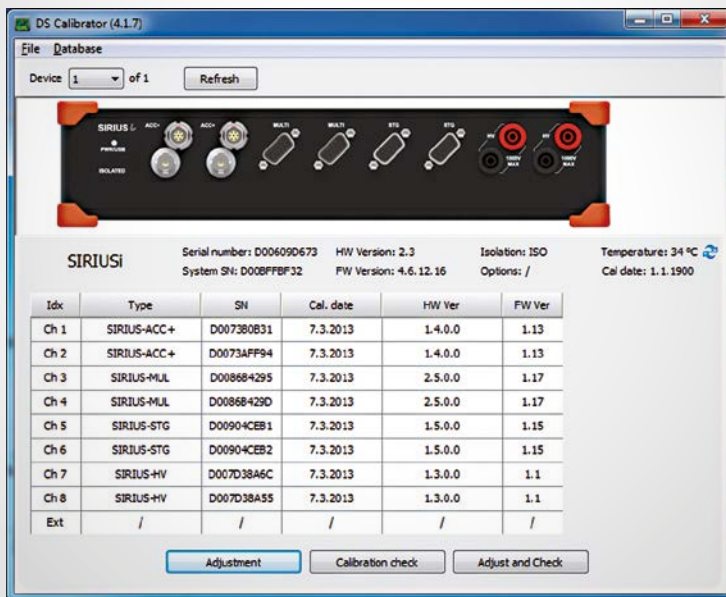 DS Calibrator (4.1.7)
File Database
Device 1 of 1 Refresh
SIRIUS i ACC+ ACC+ MULTI MULTI STG STG HV HV
PWR/USB
ISOLATED 1000V MAX 1000V MAX
SIRIUSi
Serial number: D00609D673 HW Version: 2.3 Isolation: ISO Temperature: 34 ºC
System SN: D00BFFBF32 FW Version: 4.6.12.16 Options: / Cal date: 1.1.1900
Idx Type SN Cal. date HW Ver FW Ver
Ch 1 SIRIUS-ACC+ D0073B0B31 7.3.2013 1.4.0.0 1.13
Ch 2 SIRIUS-ACC+ D0073AFF94 7.3.2013 1.4.0.0 1.13
Ch 3 SIRIUS-MUL D0086B4295 7.3.2013 2.5.0.0 1.17
Ch 4 SIRIUS-MUL D0086B429D 7.3.2013 2.5.0.0 1.17
Ch 5 SIRIUS-STG D00904CEB1 7.3.2013 1.5.0.0 1.15
Ch 6 SIRIUS-STG D00904CEB2 7.3.2013 1.5.0.0 1.15
Ch 7 SIRIUS-HV D007D38A6C 7.3.2013 1.3.0.0 1.1
Ch 8 SIRIUS-HV D007D38A55 7.3.2013 1.3.0.0 1.1
Ext / / / / /
Adjustment Calibration check Adjust and Check